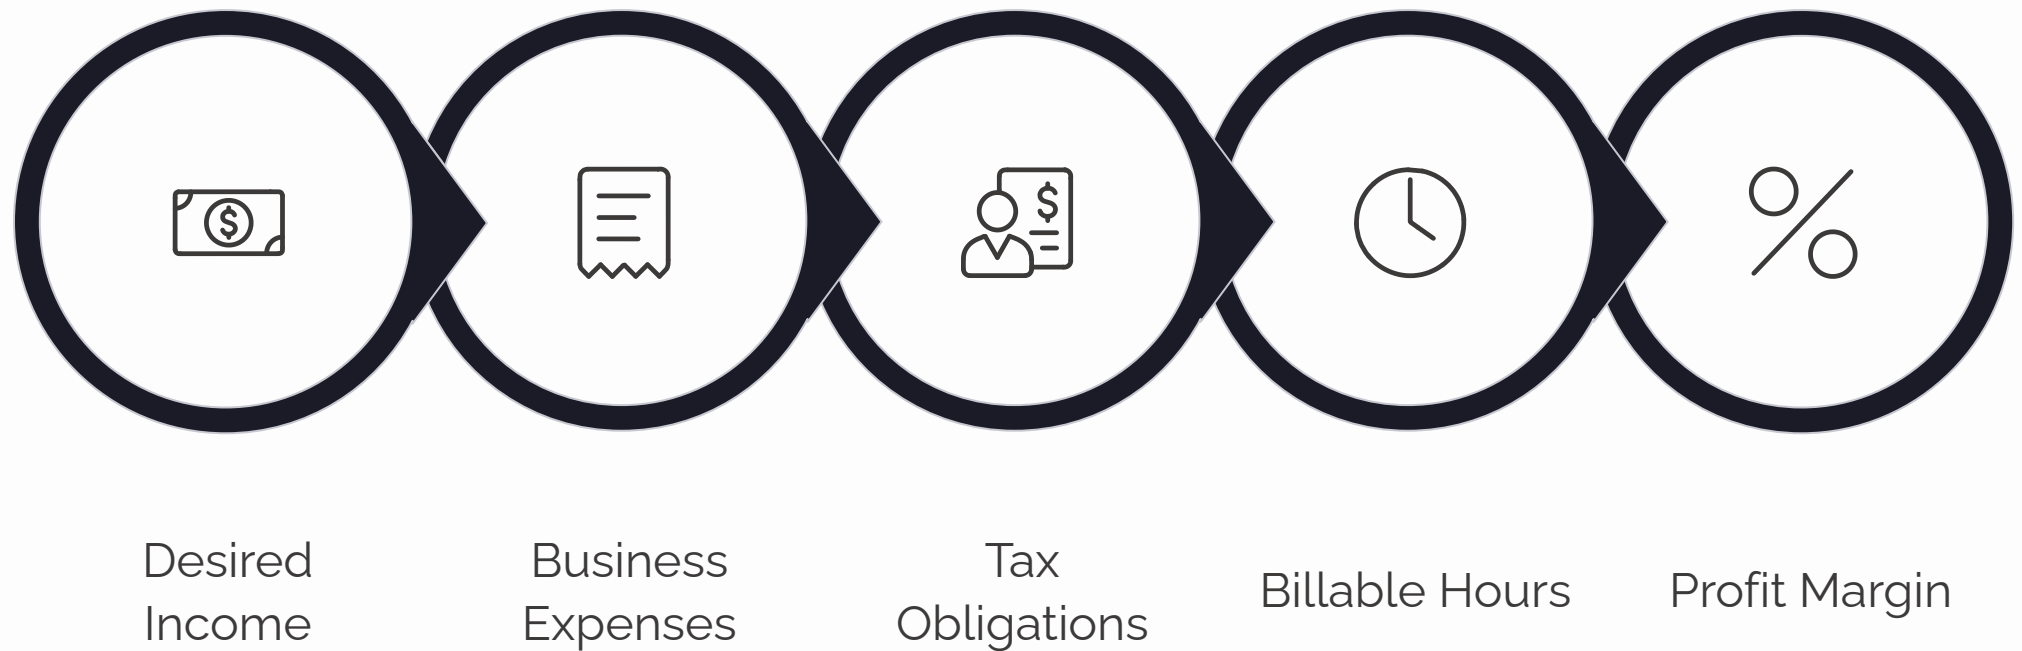 Desired
Income
Business
Expenses
Tax
Obligations
Billable Hours
Profit Margin
$
$